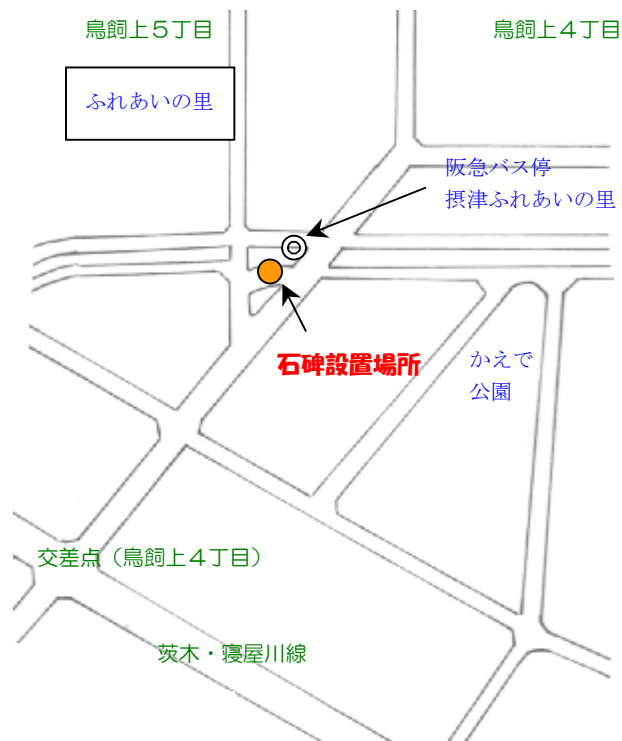 鳥飼上５丁目
鳥飼上４丁目
ふれあいの里
阪急バス停
摂津ふれあいの里
石碑設置場所
かえで
公園
交差点（鳥飼上４丁目）
茨木・寝屋川線